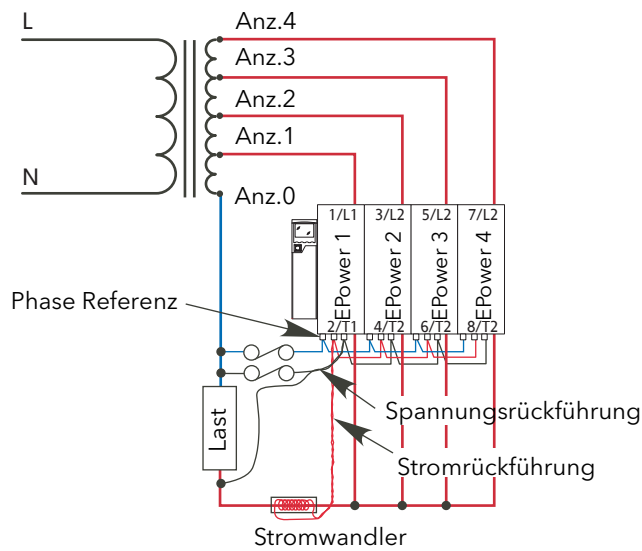 L
Anz.4
Anz.3
Anz.2
Anz.1
N
Anz.0
1/L1
3/L2
5/L2
7/L2
EPower 1
EPower 2
EPower 3
EPower 4
Phase Referenz
2/T1
4/T2
6/T2
8/T2
Last
Spannungsrückführung
Stromrückführung
Stromwandler